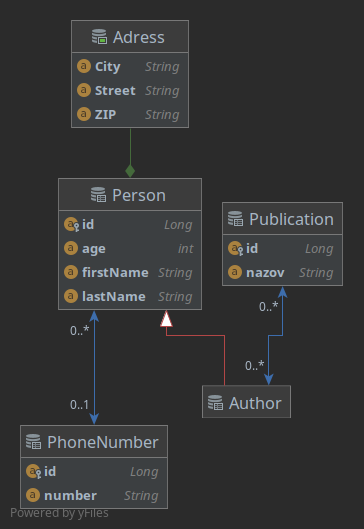 Adress
a City String
a Street String
a ZIP String
Person
a id Long
a age int
a firstName String
a lastName String
Publication
a id Long
a nazov String
0..*
0..*
0..*
0..1
Author
PhoneNumber
a id Long
a number String
Powered by yFiles